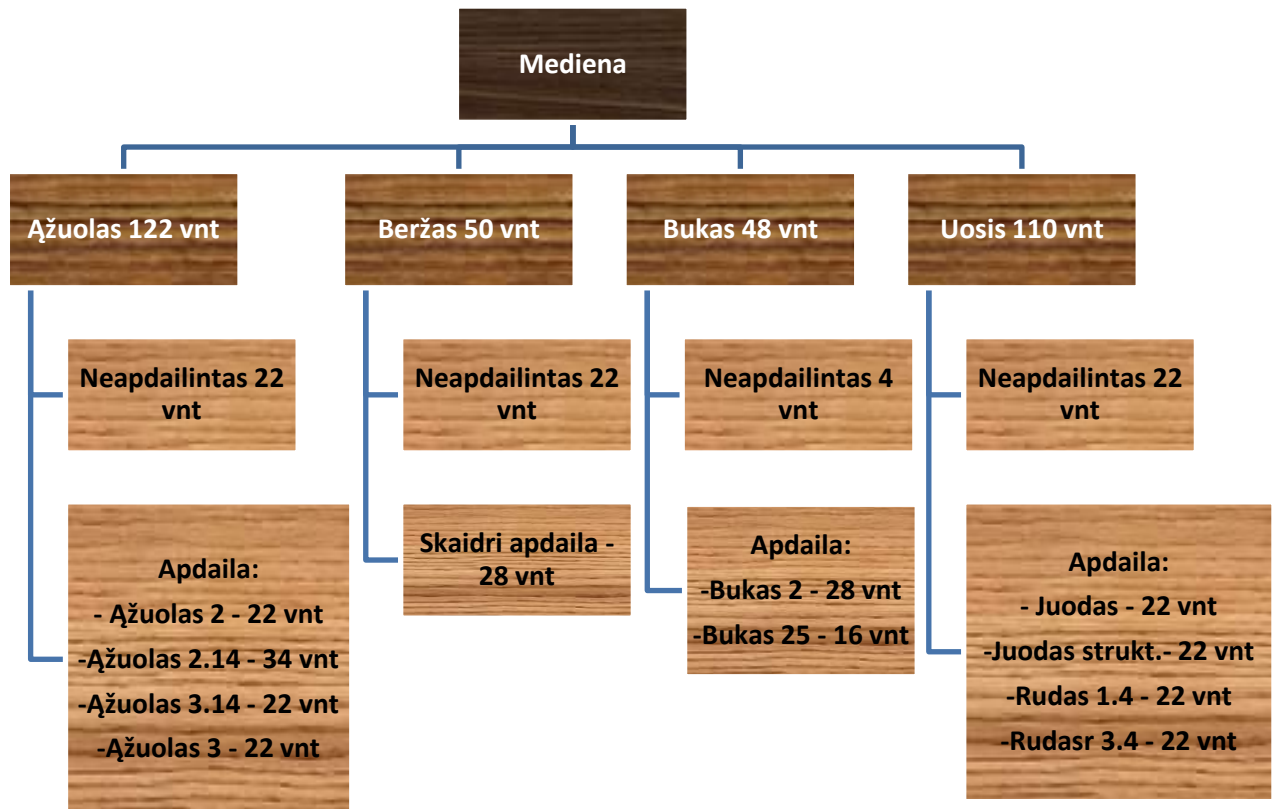 Mediena
Ąžuolas 122 vnt
Beržas 50 vnt
Bukas 48 vnt
Uosis 110 vnt
Neapdailintas 22
vnt
Neapdailintas 22
vnt
Neapdailintas 4
vnt
Neapdailintas 22
vnt
Apdaila:
- Ąžuolas 2 - 22 vnt
-Ąžuolas 2.14 - 34 vnt
-Ąžuolas 3.14 - 22 vnt
-Ąžuolas 3 - 22 vnt
Skaidri apdaila -
28 vnt
Apdaila:
-Bukas 2 - 28 vnt
-Bukas 25 - 16 vnt
Apdaila:
- Juodas - 22 vnt
-Juodas strukt.- 22 vnt
-Rudas 1.4 - 22 vnt
-Rudasr 3.4 - 22 vnt